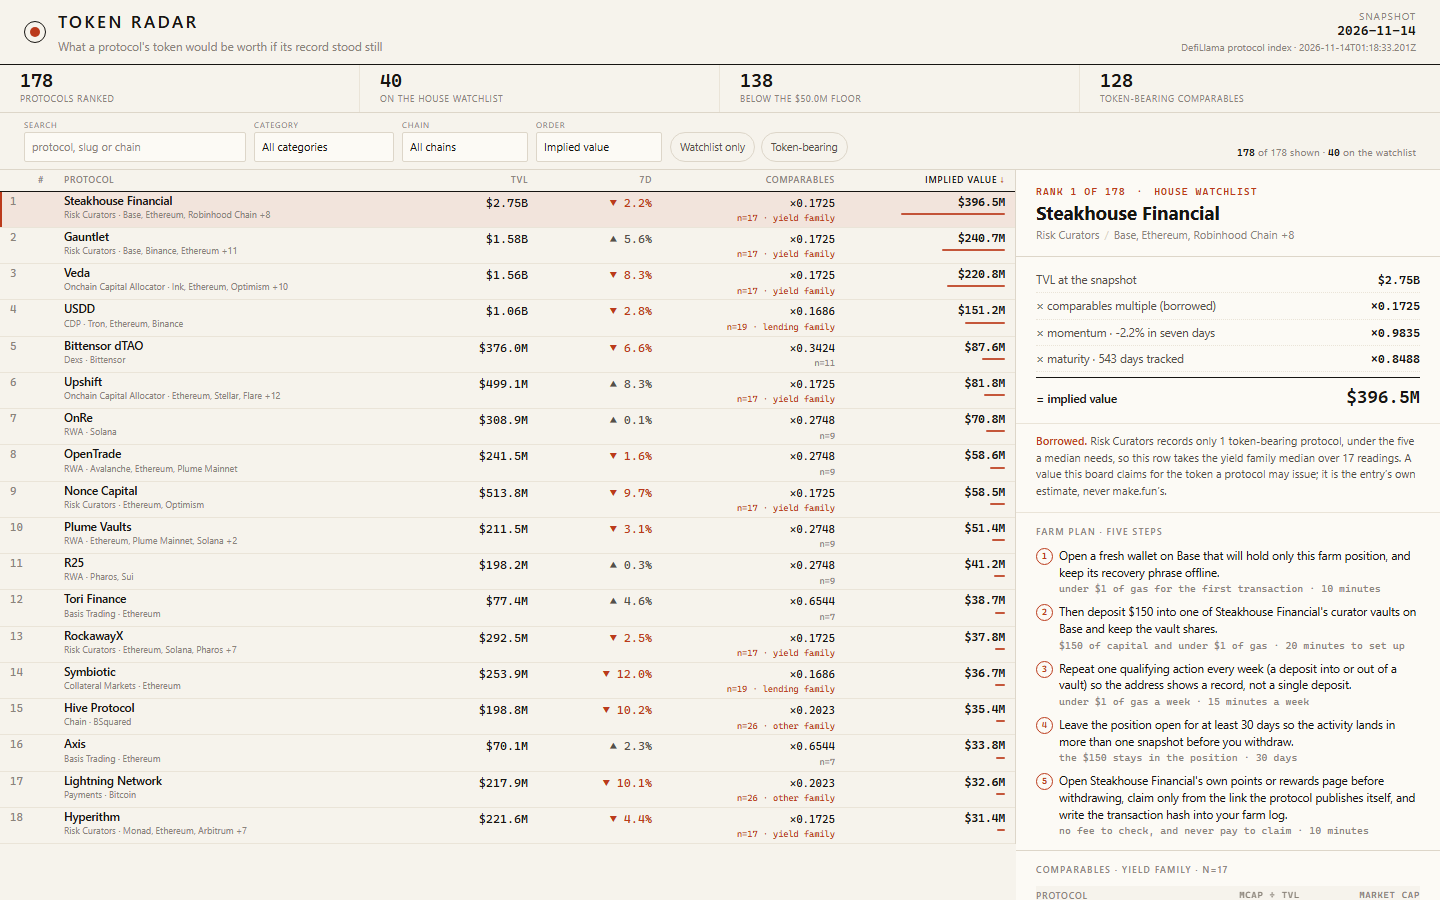 TOKEN RADAR
What a protocol's token would be worth if its record stood still
SNAPSHOT
2026-11-14
DefiLlama protocol index · 2026-11-14T01:18:33.201Z
178
PROTOCOLS RANKED
40
ON THE HOUSE WATCHLIST
138
BELOW THE $50.0M FLOOR
128
TOKEN-BEARING COMPARABLES
SEARCH
protocol, slug or chain
CATEGORY
All categories
CHAIN
All chains
ORDER
Implied value
Watchlist only
Token-bearing
178 of 178 shown · 40 on the watchlist
# PROTOCOL TVL 7D COMPARABLES IMPLIED VALUE ↓
1 Steakhouse Financial $2.75B ▼ 2.2% ×0.1725 $396.5M
Risk Curators · Base, Ethereum, Robinhood Chain +8 n=17 · yield family
2 Gauntlet $1.58B ▲ 5.6% ×0.1725 $240.7M
Risk Curators · Base, Binance, Ethereum +11 n=17 · yield family
3 Veda $1.56B ▼ 8.3% ×0.1725 $220.8M
Onchain Capital Allocator · Ink, Ethereum, Optimism +10 n=17 · yield family
4 USDD $1.06B ▼ 2.8% ×0.1686 $151.2M
CDP · Tron, Ethereum, Binance n=19 · lending family
5 Bittensor dTAO $376.0M ▼ 6.6% ×0.3424 $87.6M
Dexs · Bittensor n=11
6 Upshift $499.1M ▲ 8.3% ×0.1725 $81.8M
Onchain Capital Allocator · Ethereum, Stellar, Flare +12 n=17 · yield family
7 OnRe $308.9M ▲ 0.1% ×0.2748 $70.8M
RWA · Solana n=9
8 OpenTrade $241.5M ▼ 1.6% ×0.2748 $58.6M
RWA · Avalanche, Ethereum, Plume Mainnet n=9
9 Nonce Capital $513.8M ▼ 9.7% ×0.1725 $58.5M
Risk Curators · Ethereum, Optimism n=17 · yield family
10 Plume Vaults $211.5M ▼ 3.1% ×0.2748 $51.4M
RWA · Ethereum, Plume Mainnet, Solana +2 n=9
11 R25 $198.2M ▲ 0.3% ×0.2748 $41.2M
RWA · Pharos, Sui n=9
12 Tori Finance $77.4M ▲ 4.6% ×0.6544 $38.7M
Basis Trading · Ethereum n=7
13 RockawayX $292.5M ▼ 2.5% ×0.1725 $37.8M
Risk Curators · Ethereum, Solana, Pharos +7 n=17 · yield family
14 Symbiotic $253.9M ▼ 12.0% ×0.1686 $36.7M
Collateral Markets · Ethereum n=19 · lending family
15 Hive Protocol $198.8M ▼ 10.2% ×0.2023 $35.4M
Chain · BSquared n=26 · other family
16 Axis $70.1M ▲ 2.3% ×0.6544 $33.8M
Basis Trading · Ethereum n=7
17 Lightning Network $217.9M ▼ 10.1% ×0.2023 $32.6M
Payments · Bitcoin n=26 · other family
18 Hyperithm $221.6M ▼ 4.4% ×0.1725 $31.4M
Risk Curators · Monad, Ethereum, Arbitrum +7 n=17 · yield family
RANK 1 OF 178 · HOUSE WATCHLIST
Steakhouse Financial
Risk Curators / Base, Ethereum, Robinhood Chain +8
TVL at the snapshot $2.75B
× comparables multiple (borrowed) ×0.1725
× momentum · -2.2% in seven days ×0.9835
× maturity · 543 days tracked ×0.8488
= implied value $396.5M
Borrowed. Risk Curators records only 1 token-bearing protocol, under the five
a median needs, so this row takes the yield family median over 17 readings. A
value this board claims for the token a protocol may issue; it is the entry's own
estimate, never make.fun's.
FARM PLAN · FIVE STEPS
1 Open a fresh wallet on Base that will hold only this farm position, and
keep its recovery phrase offline.
under $1 of gas for the first transaction · 10 minutes
2 Then deposit $150 into one of Steakhouse Financial's curator vaults on
Base and keep the vault shares.
$150 of capital and under $1 of gas · 20 minutes to set up
3 Repeat one qualifying action every week (a deposit into or out of a
vault) so the address shows a record, not a single deposit.
under $1 of gas a week · 15 minutes a week
4 Leave the position open for at least 30 days so the activity lands in
more than one snapshot before you withdraw.
the $150 stays in the position · 30 days
5 Open Steakhouse Financial's own points or rewards page before
withdrawing, claim only from the link the protocol publishes itself, and
write the transaction hash into your farm log.
no fee to check, and never pay to claim · 10 minutes
COMPARABLES · YIELD FAMILY · N=17
PROTOCOL MCAP ÷ TVL MARKET CAP